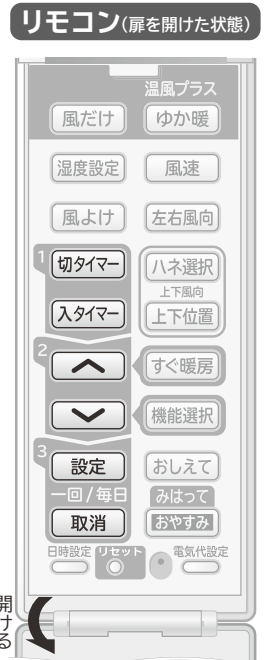 リモコン(扉を開けた状態)
温風プラス
風だけ ゆか暖
湿度設定 風速
風よけ 左右風向
1 切タイマー ハネ選択
上下風向
入タイマー 上下位置
2 すぐ暖房
機能選択
3 設定 おしえて
一回/毎日 みはって
取消 おやすみ
日時設定 リセット 電気代設定
開ける